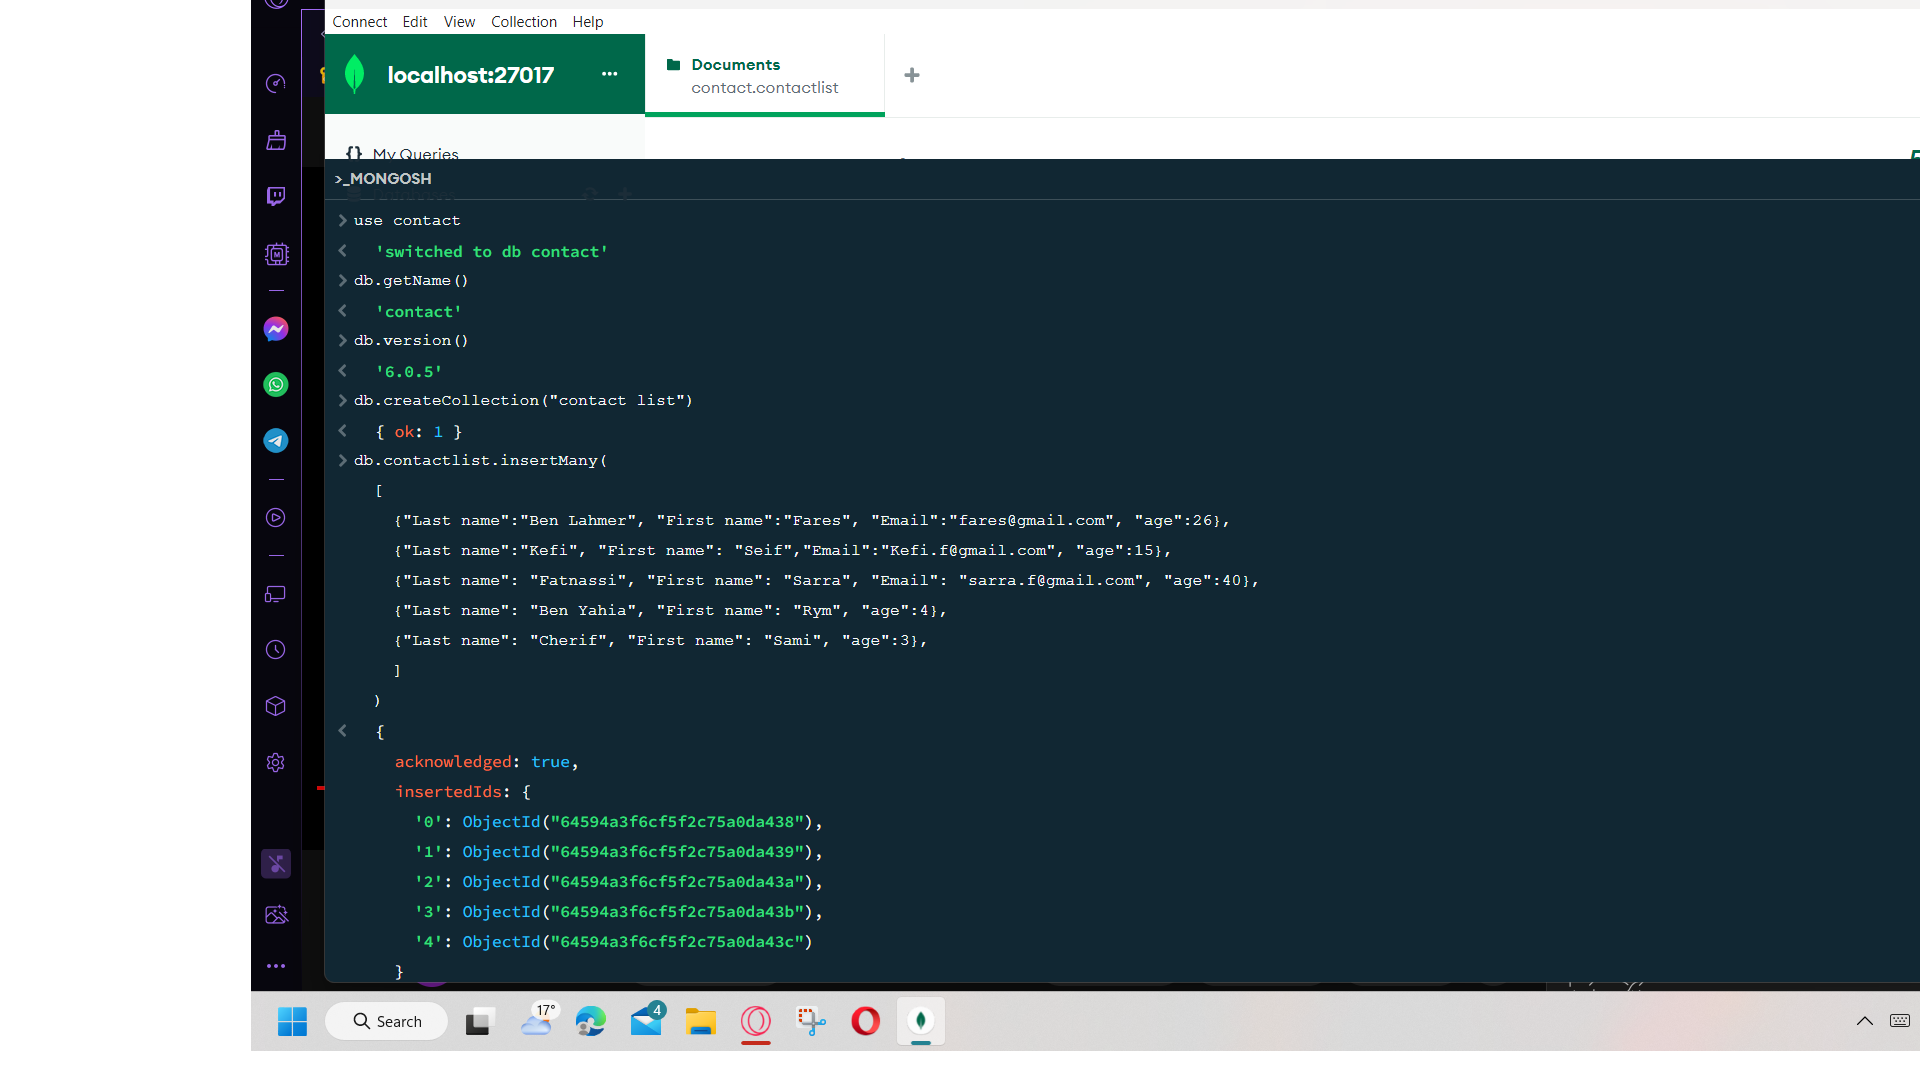 Connect Edit View Collection Help
localhost:27017 ...
Documents
contact.contactlist
+
{} My Queries
>_MONGOSH
use contact
'switched to db contact'
db.getName()
'contact'
db.version()
'6.0.5'
db.createCollection("contact list")
{ ok: 1 }
db.contactlist.insertMany(
[
{"Last name":"Ben Lahmer", "First name":"Fares", "Email":"fares@gmail.com", "age":26},
{"Last name":"Kefi", "First name": "Seif","Email":"Kefi.f@gmail.com", "age":15},
{"Last name": "Fatnassi", "First name": "Sarra", "Email": "sarra.f@gmail.com", "age":40},
{"Last name": "Ben Yahia", "First name": "Rym", "age":4},
{"Last name": "Cherif", "First name": "Sami", "age":3},
]
)
{
acknowledged: true,
insertedIds: {
'0': ObjectId("64594a3f6cf5f2c75a0da438"),
'1': ObjectId("64594a3f6cf5f2c75a0da439"),
'2': ObjectId("64594a3f6cf5f2c75a0da43a"),
'3': ObjectId("64594a3f6cf5f2c75a0da43b"),
'4': ObjectId("64594a3f6cf5f2c75a0da43c")
}
Search
17°
4